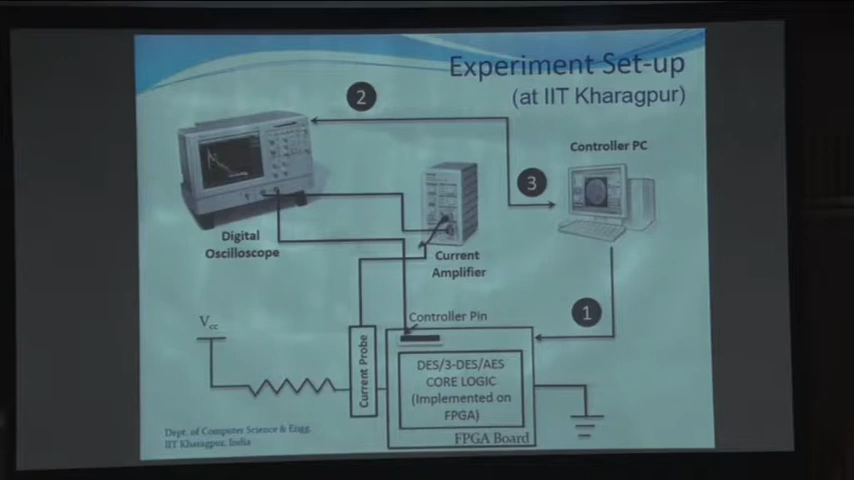 Experiment Set-up
(at IIT Kharagpur)
2
Controller PC
3
Digital
Oscilloscope
Current
Amplifier
1
Controller Pin
Vcc
Current Probe
DES/3-DES/AES
CORE LOGIC
(Implemented on
FPGA)
FPGA Board
Dept. of Computer Science & Engg.
IIT Kharagpur, India